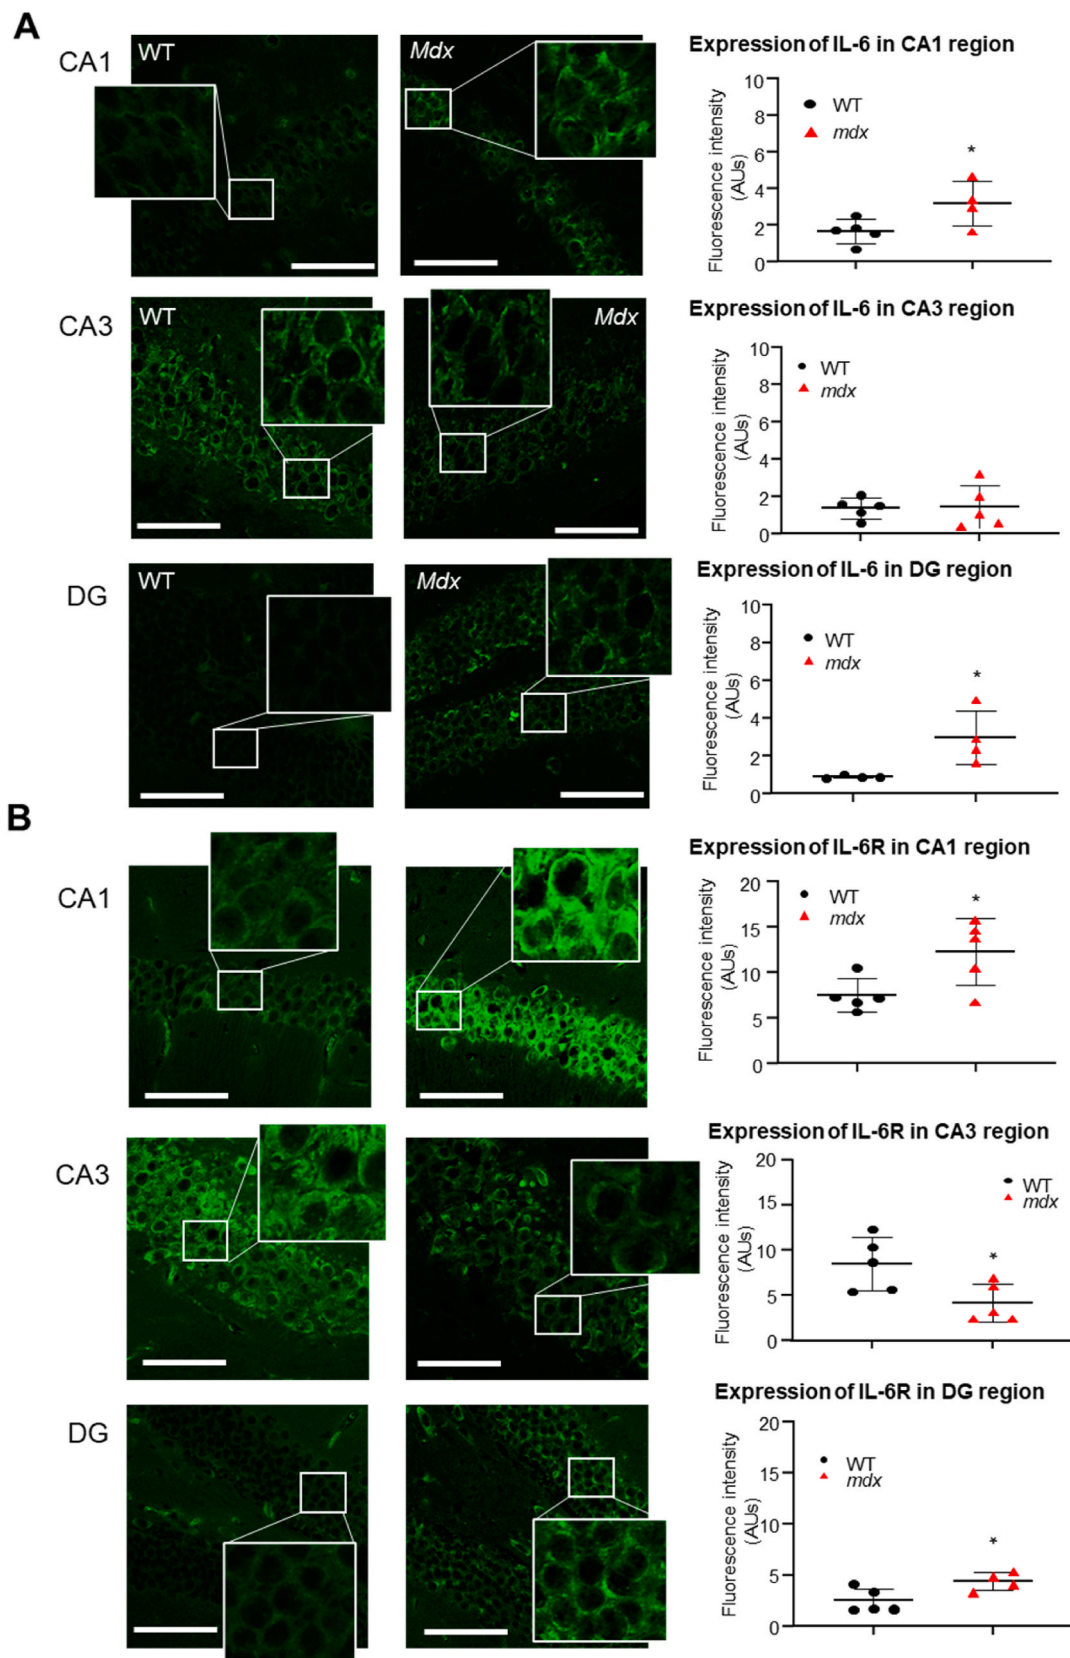 A
CA1
WT
Mdx
Expression of IL-6 in CA1 region
Fluorescence intensity
(AUs)
10
8
6
4
2
0
WT
mdx
*
CA3
WT
Mdx
Expression of IL-6 in CA3 region
Fluorescence intensity
(AUs)
10
8
6
4
2
0
WT
mdx
DG
WT
Mdx
Expression of IL-6 in DG region
Fluorescence intensity
(AUs)
10
8
6
4
2
0
WT
mdx
*
B
CA1
Expression of IL-6R in CA1 region
Fluorescence intensity
(AUs)
20
15
10
5
0
WT
mdx
*
CA3
Expression of IL-6R in CA3 region
Fluorescence intensity
(AUs)
20
15
10
5
0
WT
mdx
*
DG
Expression of IL-6R in DG region
Fluorescence intensity
(AUs)
20
15
10
5
0
WT
mdx
*